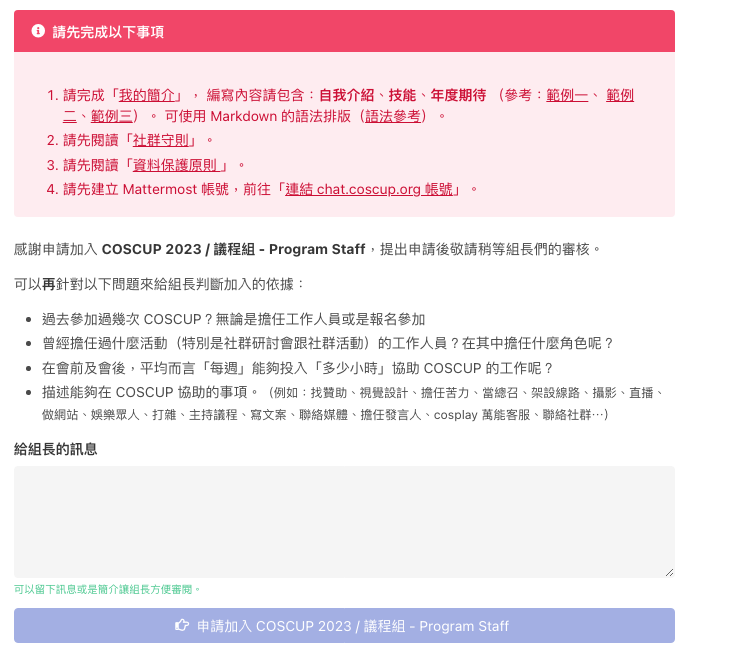 請先完成以下事項
1. 請完成「我的簡介」， 編寫內容請包含：自我介紹、技能、年度期待 （參考：範例一、 範例
二、範例三）。 可使用 Markdown 的語法排版（語法參考）。
2. 請先閱讀「社群守則」。
3. 請先閱讀「資料保護原則 」。
4. 請先建立 Mattermost 帳號，前往「連結 chat.coscup.org 帳號」。
感謝申請加入 COSCUP 2023 / 議程組 - Program Staff，提出申請後敬請稍等組長們的審核。
可以再針對以下問題來給組長判斷加入的依據：
• 過去參加過幾次 COSCUP？無論是擔任工作人員或是報名參加
• 曾經擔任過什麼活動（特別是社群研討會跟社群活動）的工作人員？在其中擔任什麼角色呢？
• 在會前及會後，平均而言「每週」能夠投入「多少小時」協助 COSCUP 的工作呢？
• 描述能夠在 COSCUP 協助的事項。（例如：找贊助、視覺設計、擔任苦力、當總召、架設線路、攝影、直播、
做網站、娛樂眾人、打雜、主持議程、寫文案、聯絡媒體、擔任發言人、cosplay 萬能客服、聯絡社群…）
給組長的訊息
可以留下訊息或是簡介讓組長方便審閱。
申請加入 COSCUP 2023 / 議程組 - Program Staff